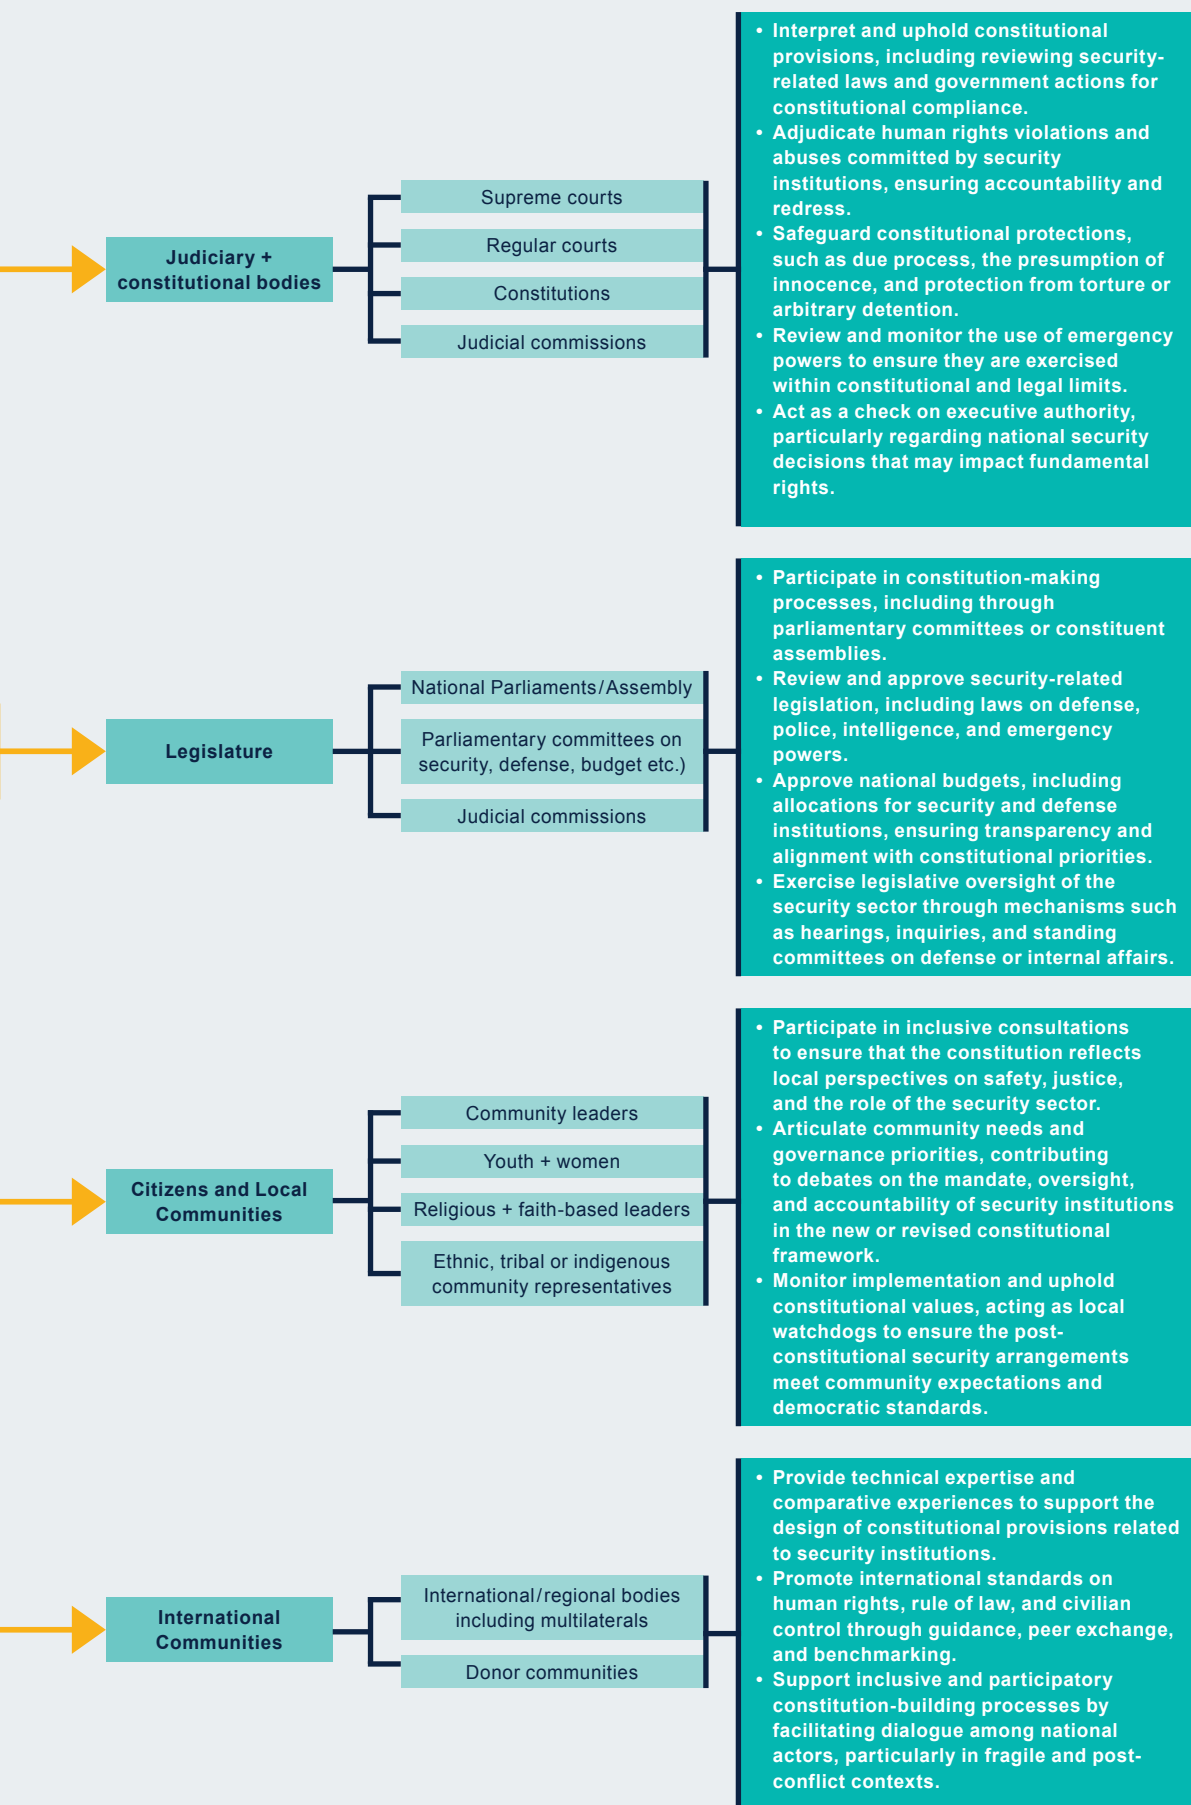 Judiciary +
constitutional bodies
Supreme courts
Regular courts
Constitutions
Judicial commissions
• Interpret and uphold constitutional
provisions, including reviewing security-
related laws and government actions for
constitutional compliance.
• Adjudicate human rights violations and
abuses committed by security
institutions, ensuring accountability and
redress.
• Safeguard constitutional protections,
such as due process, the presumption of
innocence, and protection from torture or
arbitrary detention.
• Review and monitor the use of emergency
powers to ensure they are exercised
within constitutional and legal limits.
• Act as a check on executive authority,
particularly regarding national security
decisions that may impact fundamental
rights.
Legislature
National Parliaments/Assembly
Parliamentary committees on
security, defense, budget etc.)
Judicial commissions
• Participate in constitution-making
processes, including through
parliamentary committees or constituent
assemblies.
• Review and approve security-related
legislation, including laws on defense,
police, intelligence, and emergency
powers.
• Approve national budgets, including
allocations for security and defense
institutions, ensuring transparency and
alignment with constitutional priorities.
• Exercise legislative oversight of the
security sector through mechanisms such
as hearings, inquiries, and standing
committees on defense or internal affairs.
Citizens and Local
Communities
Community leaders
Youth + women
Religious + faith-based leaders
Ethnic, tribal or indigenous
community representatives
• Participate in inclusive consultations
to ensure that the constitution reflects
local perspectives on safety, justice,
and the role of the security sector.
• Articulate community needs and
governance priorities, contributing
to debates on the mandate, oversight,
and accountability of security institutions
in the new or revised constitutional
framework.
• Monitor implementation and uphold
constitutional values, acting as local
watchdogs to ensure the post-
constitutional security arrangements
meet community expectations and
democratic standards.
International
Communities
International/regional bodies
including multilaterals
Donor communities
• Provide technical expertise and
comparative experiences to support the
design of constitutional provisions related
to security institutions.
• Promote international standards on
human rights, rule of law, and civilian
control through guidance, peer exchange,
and benchmarking.
• Support inclusive and participatory
constitution-building processes by
facilitating dialogue among national
actors, particularly in fragile and post-
conflict contexts.